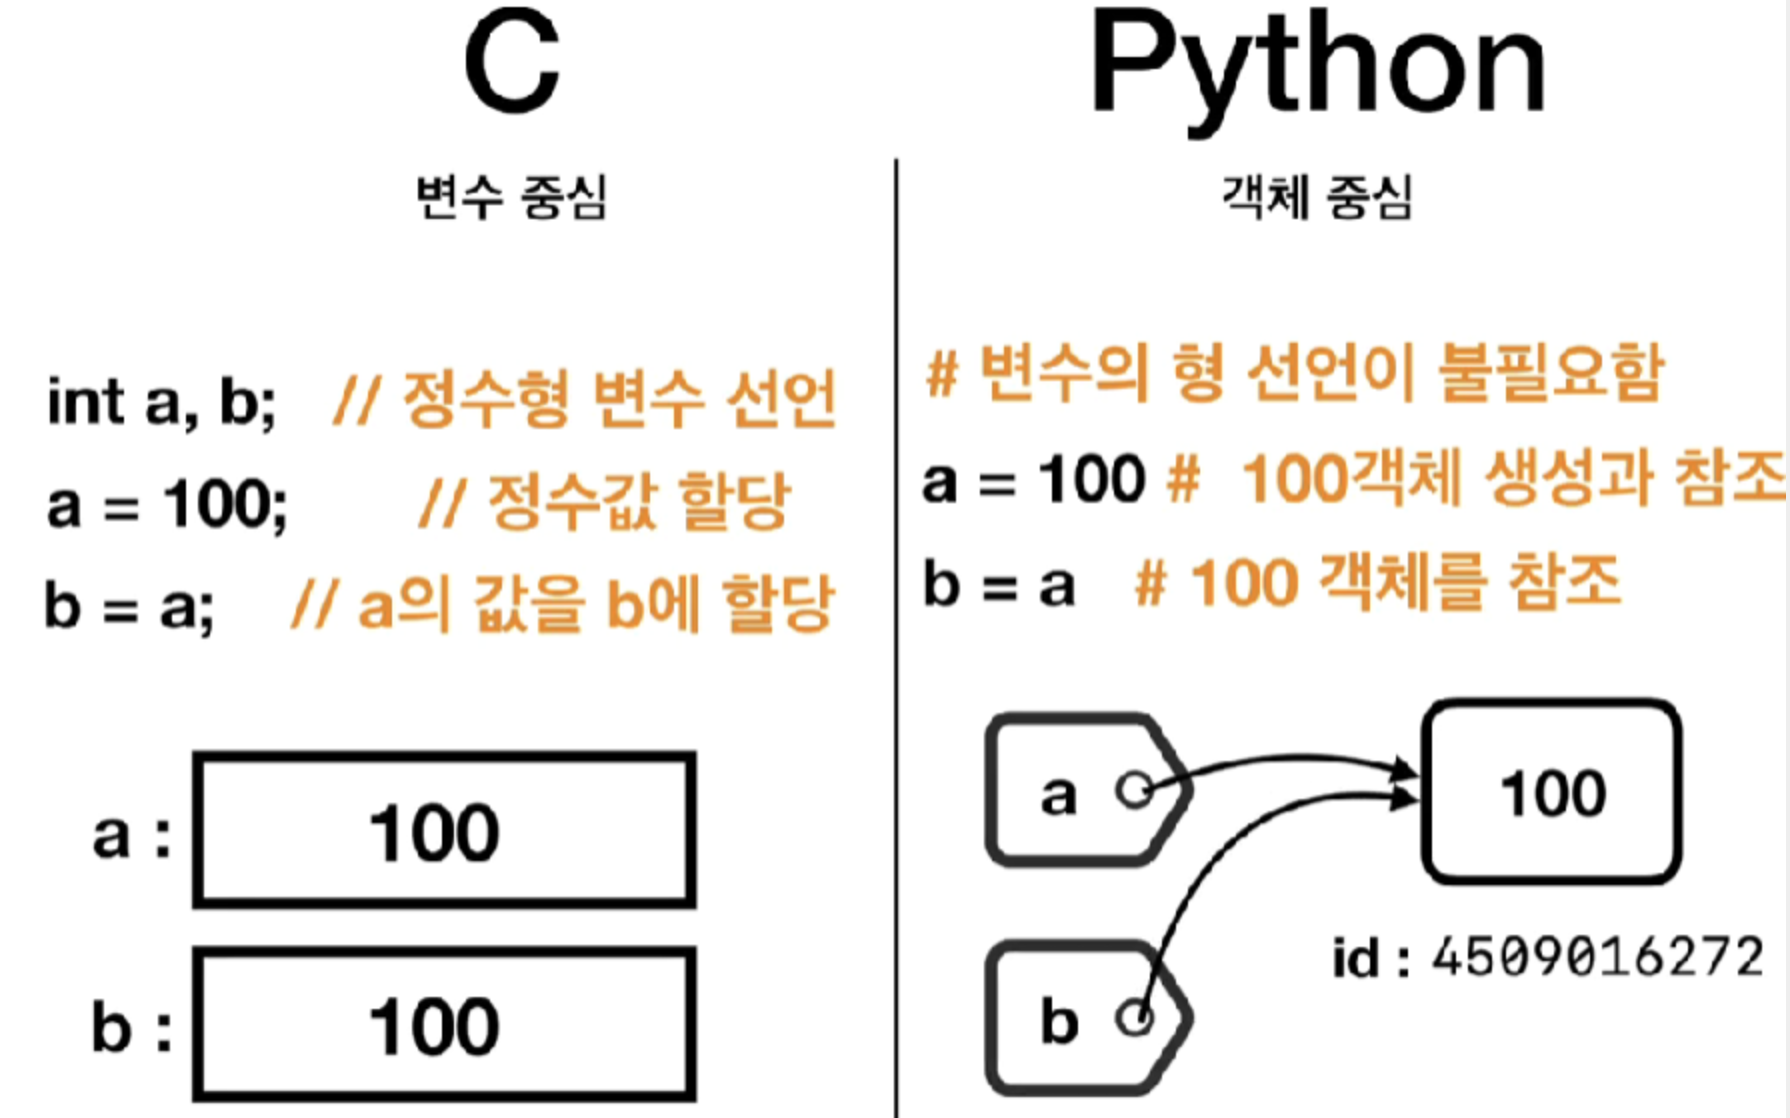 C
변수 중심
int a, b; // 정수형 변수 선언
a = 100; // 정수값 할당
b = a; // a의 값을 b에 할당
a : 100
b : 100
Python
객체 중심
# 변수의 형 선언이 불필요함
a = 100 # 100객체 생성과 참조
b = a # 100 객체를 참조
a
100
b
id : 4509016272